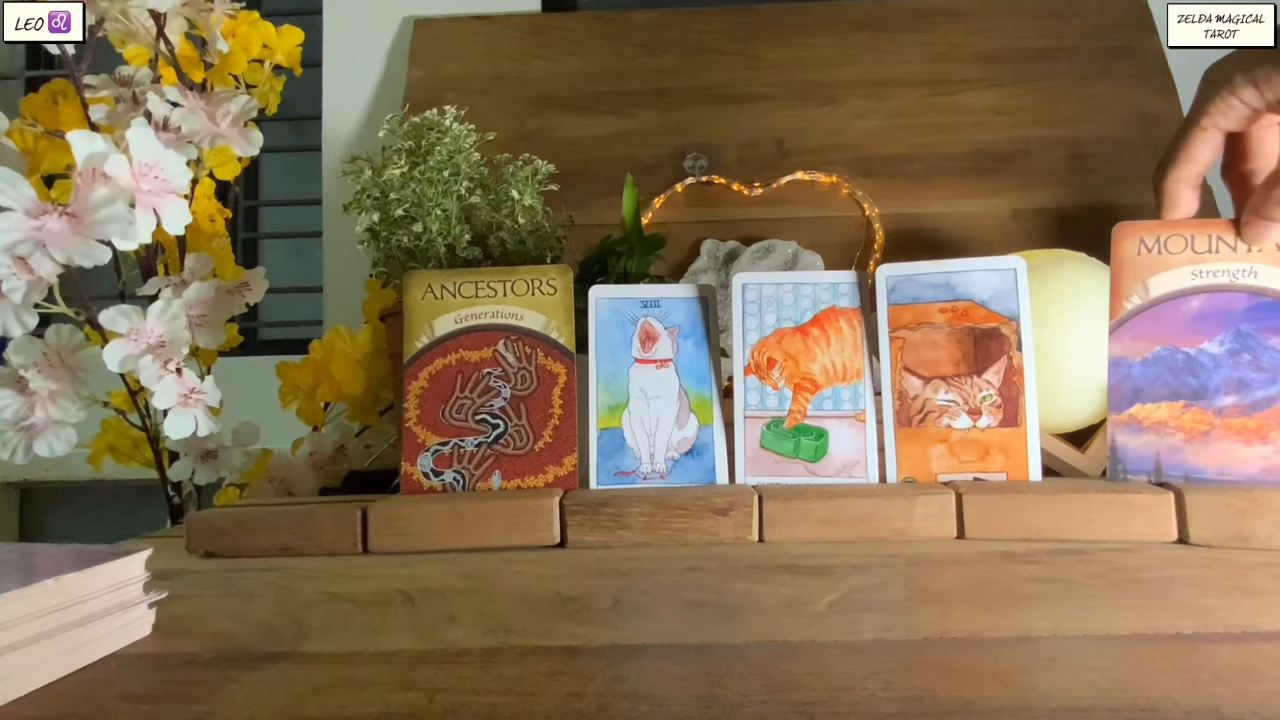 LEO ♌
ZELDA MAGICAL
TAROT
ANCESTORS
Generations
VIII
Strength